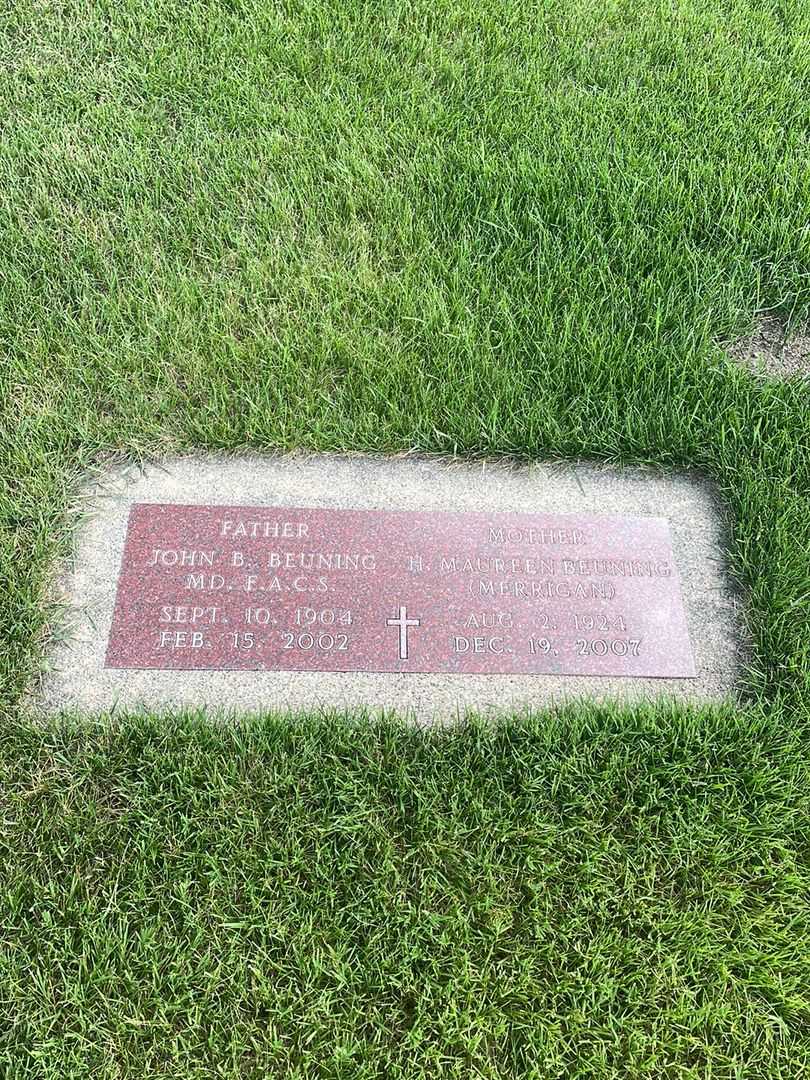 FATHER
JOHN B. BEUNING
MD. F.A.C.S.
SEPT. 10. 1904
FEB. 15. 2002
MOTHER
H. MAUREEN BEUNING
(MERRIGAN)
AUG. 2. 1924
DEC. 19. 2007